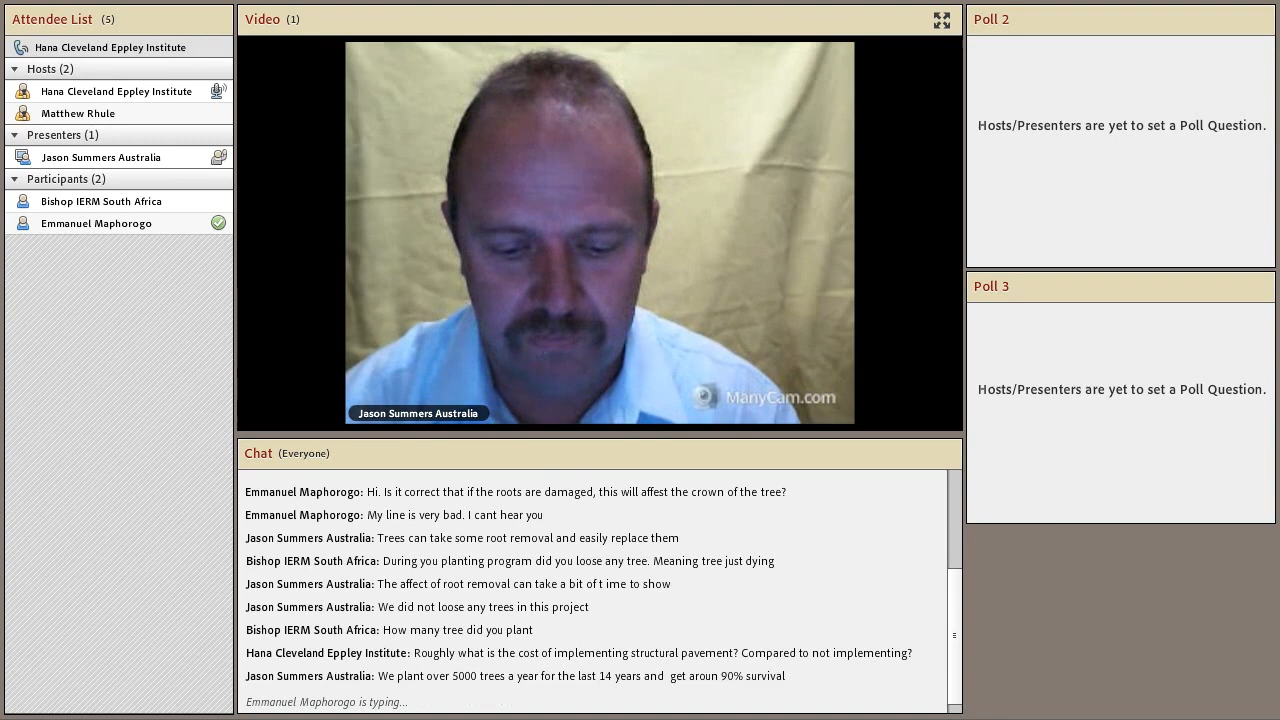 Attendee List (5)
Hana Cleveland Eppley Institute
Hosts (2)
Hana Cleveland Eppley Institute
Matthew Rhule
Presenters (1)
Jason Summers Australia
Participants (2)
Bishop IERM South Africa
Emmanuel Maphorogo
Video (1)
ManyCam.com
Jason Summers Australia
Chat (Everyone)
Emmanuel Maphorogo: Hi. Is it correct that if the roots are damaged, this will affest the crown of the tree?
Emmanuel Maphorogo: My line is very bad. I cant hear you
Jason Summers Australia: Trees can take some root removal and easily replace them
Bishop IERM South Africa: During you planting program did you loose any tree. Meaning tree just dying
Jason Summers Australia: The affect of root removal can take a bit of t ime to show
Jason Summers Australia: We did not loose any trees in this project
Bishop IERM South Africa: How many tree did you plant
Hana Cleveland Eppley Institute: Roughly what is the cost of implementing structural pavement? Compared to not implementing?
Jason Summers Australia: We plant over 5000 trees a year for the last 14 years and  get aroun 90% survival
Emmanuel Maphorogo is typing...
Poll 2
Hosts/Presenters are yet to set a Poll Question.
Poll 3
Hosts/Presenters are yet to set a Poll Question.